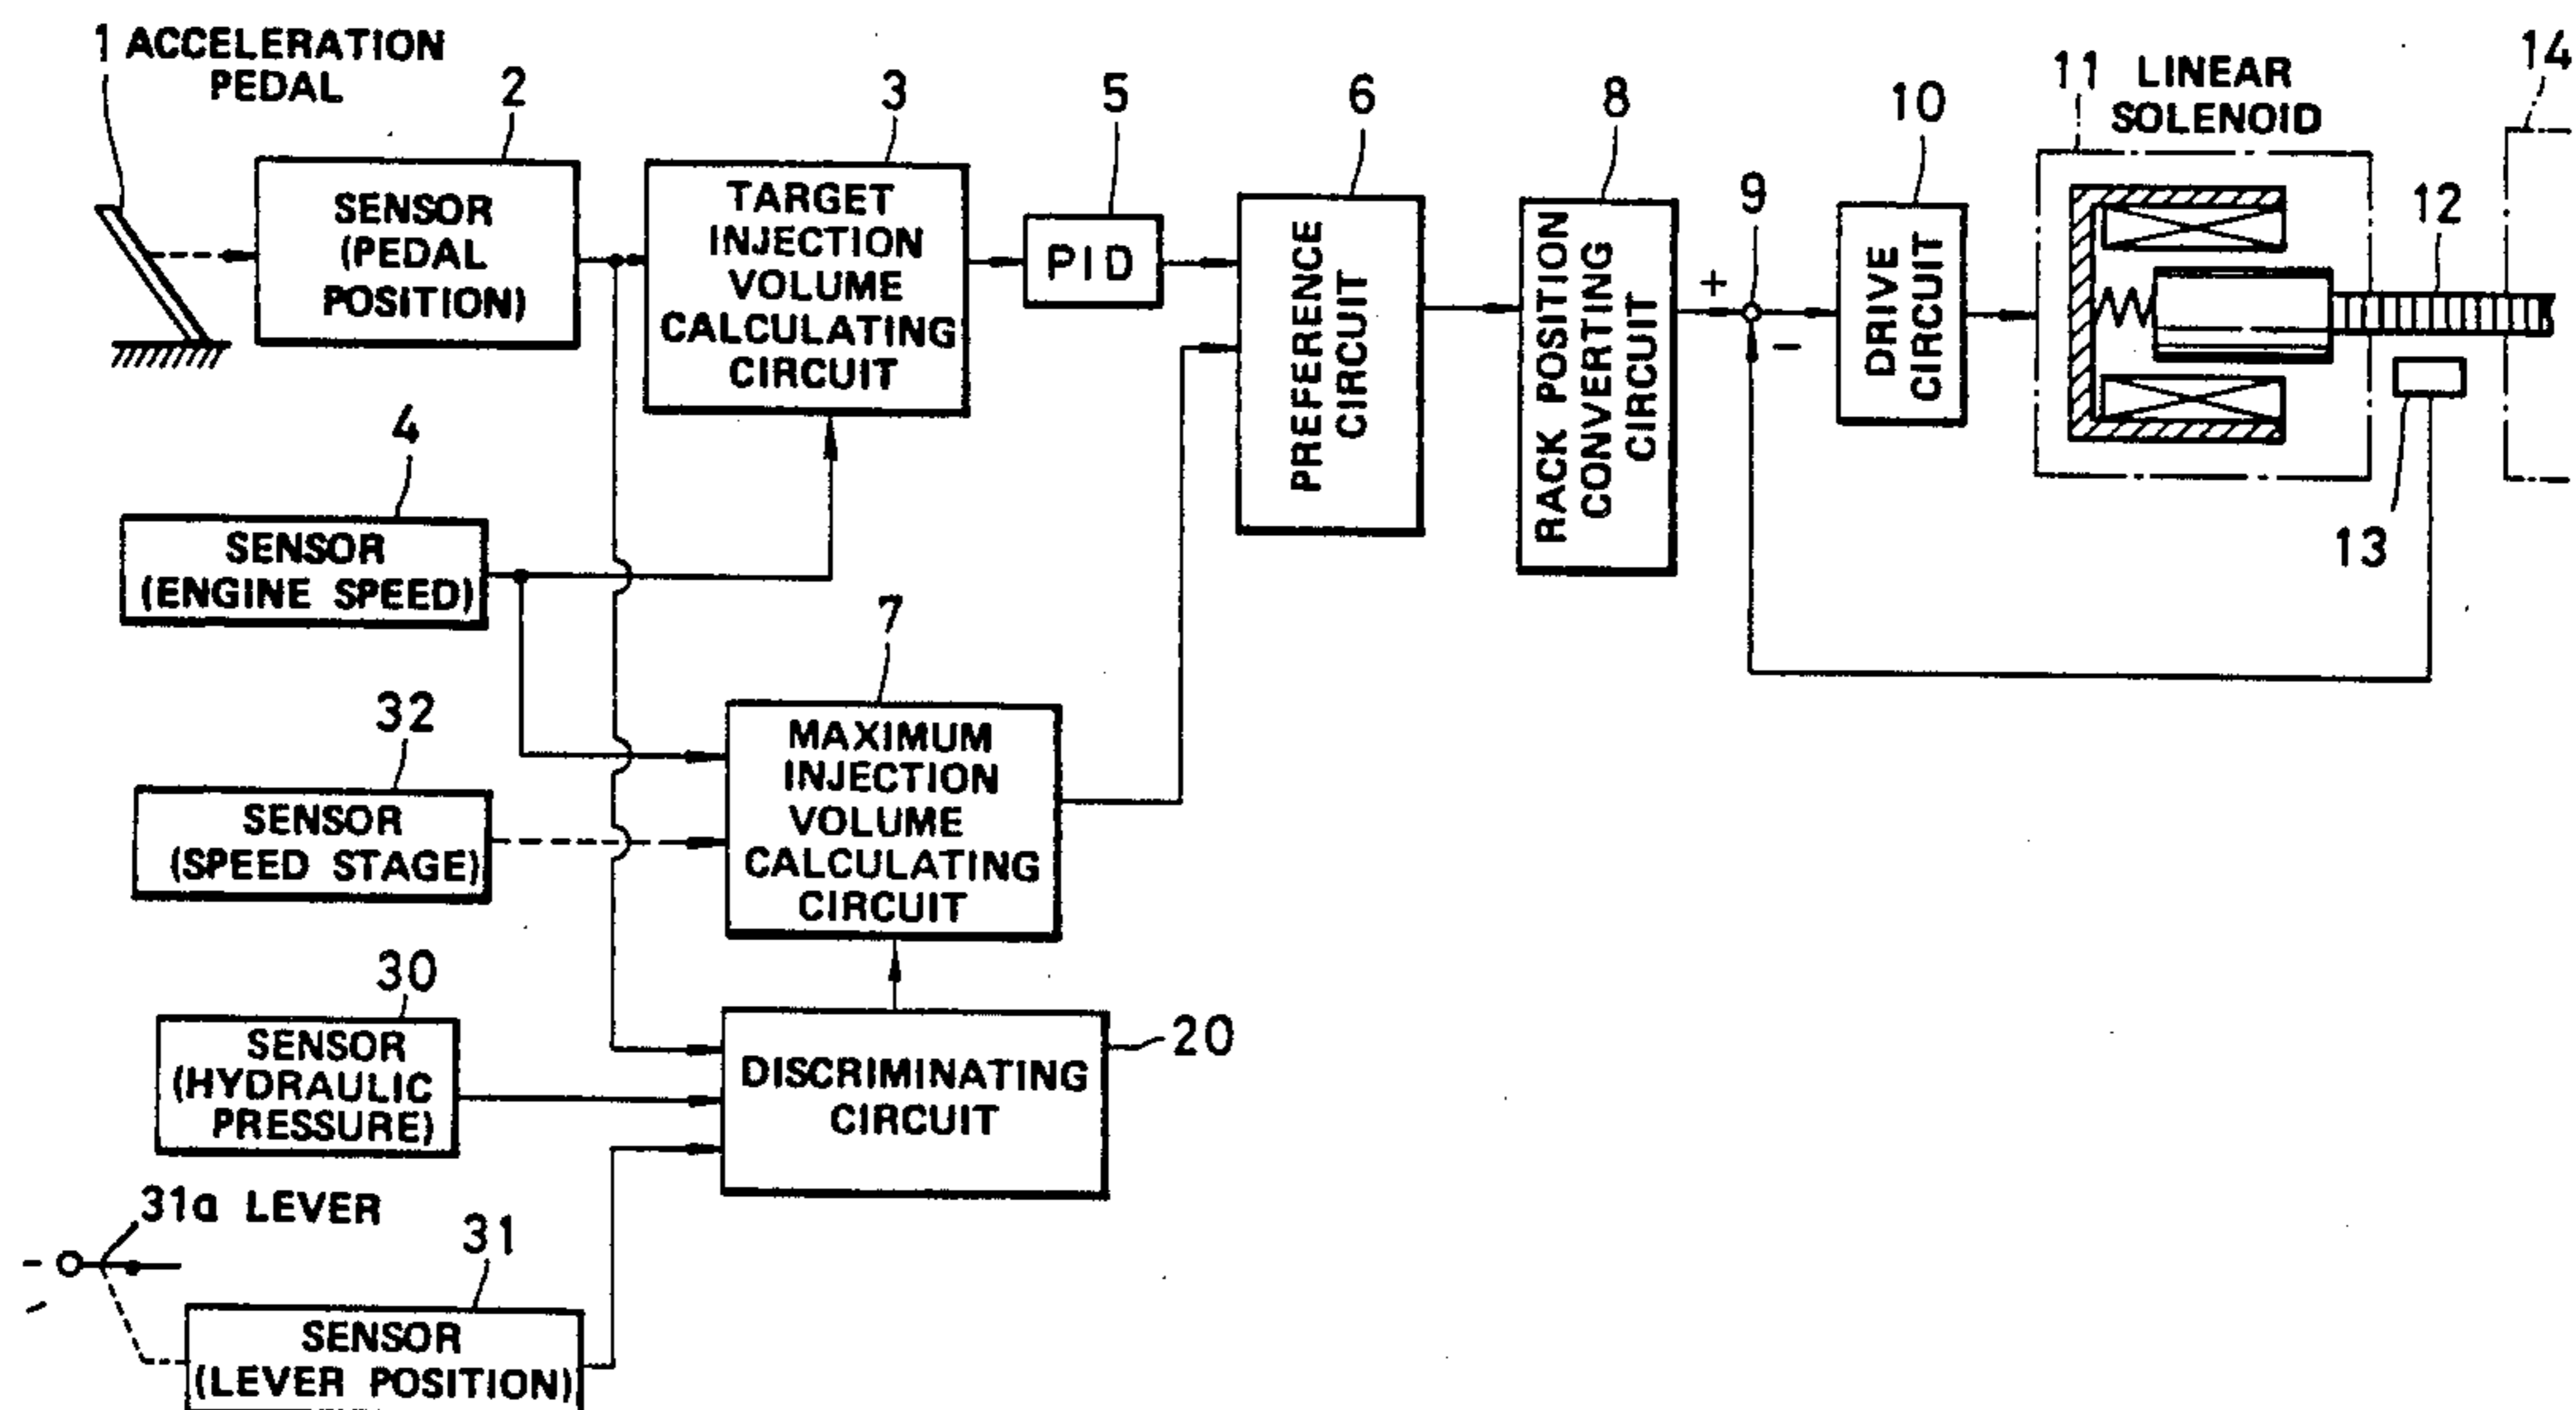 1 ACCELERATION
PEDAL
2
SENSOR
(PEDAL
POSITION)
3
TARGET
INJECTION
VOLUME
CALCULATING
CIRCUIT
5
PID
6
PREFERENCE
CIRCUIT
8
RACK POSITION
CONVERTING
CIRCUIT
+
9
-
10
DRIVE
CIRCUIT
11 LINEAR
SOLENOID
12
13
14
4
SENSOR
(ENGINE SPEED)
32
SENSOR
(SPEED STAGE)
7
MAXIMUM
INJECTION
VOLUME
CALCULATING
CIRCUIT
30
SENSOR
(HYDRAULIC
PRESSURE)
20
DISCRIMINATING
CIRCUIT
31a LEVER
31
SENSOR
(LEVER POSITION)